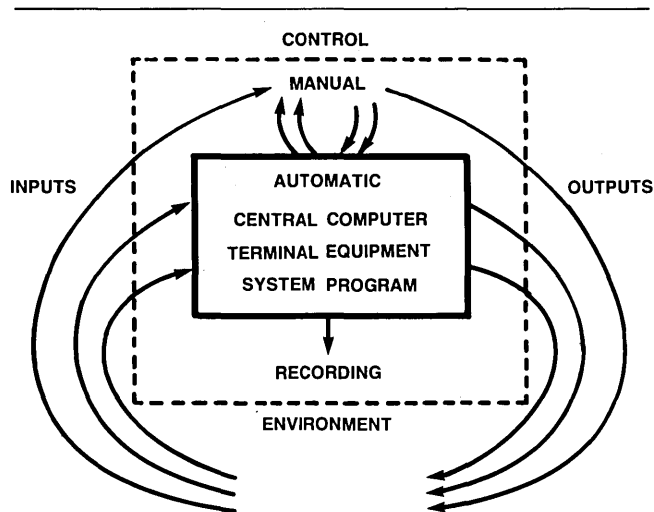 CONTROL
MANUAL
INPUTS
OUTPUTS
AUTOMATIC
CENTRAL COMPUTER
TERMINAL EQUIPMENT
SYSTEM PROGRAM
RECORDING
ENVIRONMENT